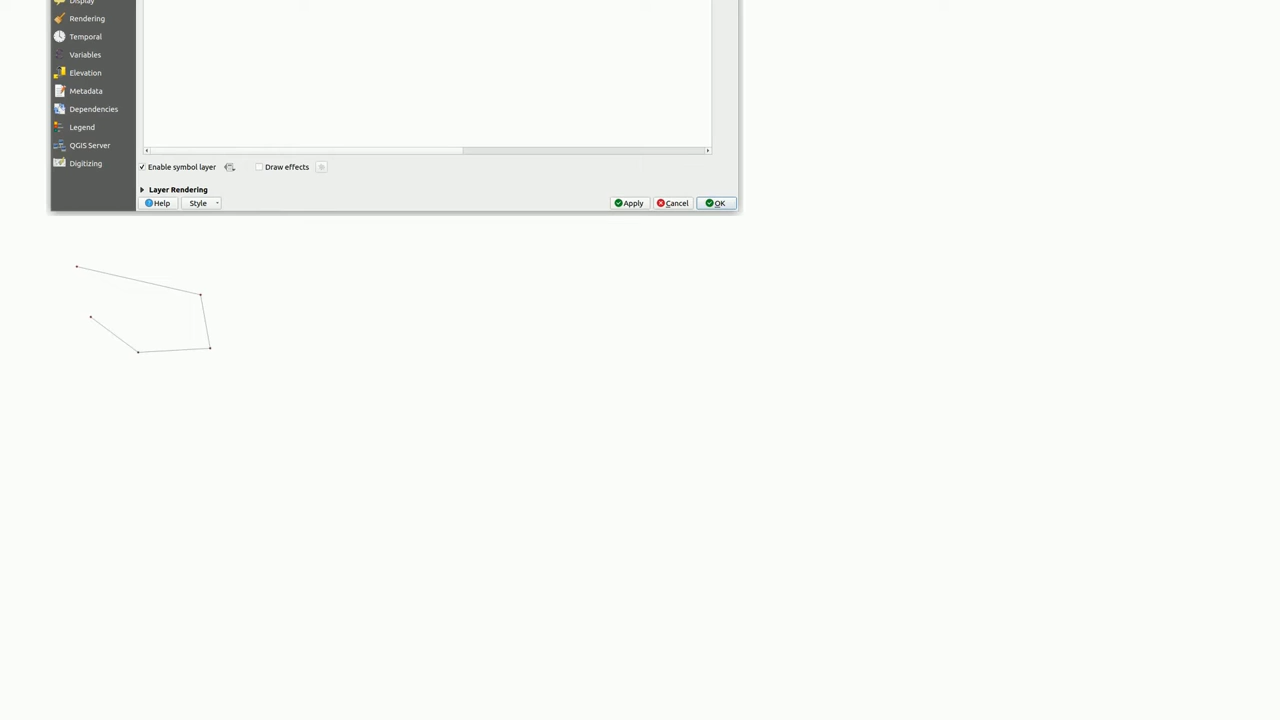 Display
Rendering
Temporal
Variables
Elevation
Metadata
Dependencies
Legend
QGIS Server
Digitizing
Enable symbol layer Draw effects
Layer Rendering
Help Style Apply Cancel OK